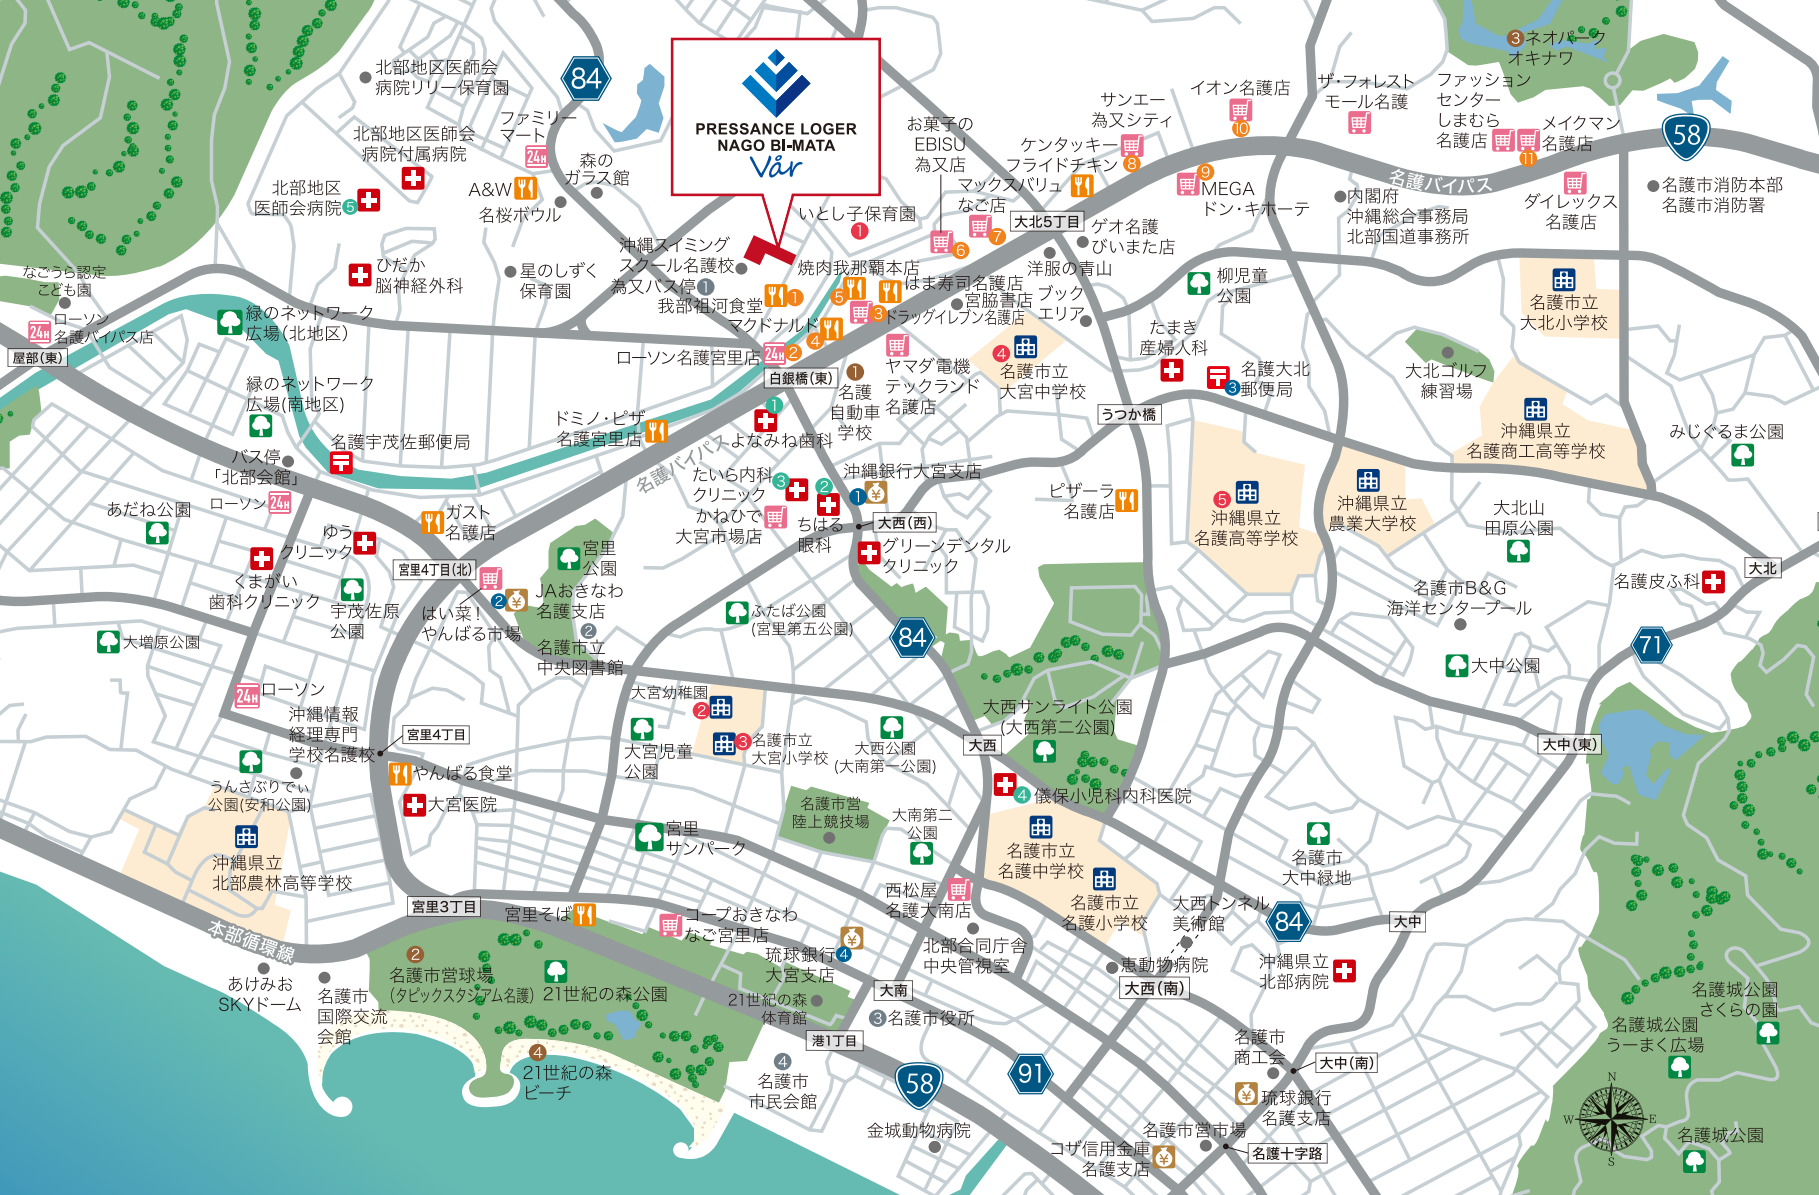 北部地区医師会
病院リリー保育園
84
ファミリー
マート
24H
北部地区医師会
病院付属病院
北部地区
医師会病院
5
A&W
名桜ボウル
森の
ガラス館
PRESSANCE LOGER
NAGO BI-MATA
Vår
お菓子の
EBISU
為又店
6
サンエー
為又シティ
8
イオン名護店
10
ケンタッキー
フライドチキン
マックスバリュ
なご店
7
ザ・フォレスト
モール名護
3
ネオパーク
オキナワ
ファッション
センター
しまむら
名護店
メイクマン
名護店
11
58
名護バイパス
9
MEGA
ドン・キホーテ
内閣府
沖縄総合事務局
北部国道事務所
ダイレックス
名護店
名護市消防本部
名護市消防署
いとし子保育園
1
大北5丁目
ゲオ名護
びいまた店
洋服の青山
沖縄スイミング
スクール名護校
為又バス停
1
ひだか
脳神経外科
星のしずく
保育園
なごうら認定
こども園
24H
ローソン
名護バイパス店
屋部(東)
緑のネットワーク
広場(北地区)
焼肉我那覇本店
5
はま寿司名護店
我部祖河食堂
1
宮脇書店
ブック
エリア
3
ドラッグイレブン名護店
マクドナルド
4
ローソン名護宮里店
24H
2
白銀橋(東)
1
名護
自動車
学校
ヤマダ電機
テックランド
名護店
4
名護市立
大宮中学校
柳児童
公園
たまき
産婦人科
名護大北
郵便局
3
うつか橋
名護市立
大北小学校
大北ゴルフ
練習場
沖縄県立
名護商工高等学校
みじぐるま公園
緑のネットワーク
広場(南地区)
名護宇茂佐郵便局
バス停
「北部会館」
ローソン
24H
あだね公園
ドミノ・ピザ
名護宮里店
名護バイパス
1
よなみね歯科
たいら内科
クリニック
3
2
沖縄銀行大宮支店
1
かねひで
大宮市場店
ちはる
眼科
大西(西)
グリーンデンタル
クリニック
ピザーラ
名護店
5
沖縄県立
名護高等学校
沖縄県立
農業大学校
大北山
田原公園
大北
名護皮ふ科
名護市B&G
海洋センタープール
71
大中公園
ゆう
クリニック
くまがい
歯科クリニック
ガスト
名護店
宮里4丁目(北)
宇茂佐原
公園
はい菜!
やんばる市場
2
JAおきなわ
名護支店
宮里
公園
2
名護市立
中央図書館
ふたば公園
(宮里第五公園)
84
大増原公園
24H
ローソン
沖縄情報
経理専門
学校名護校
宮里4丁目
やんばる食堂
大宮医院
うんさぶりでぃ
公園(安和公園)
沖縄県立
北部農林高等学校
大宮幼稚園
2
3
名護市立
大宮小学校
大宮児童
公園
大西公園
(大南第一公園)
大西
大西サンライト公園
(大西第二公園)
4
儀保小児科内科医院
大中(東)
名護市営
陸上競技場
大南第二
公園
宮里
サンパーク
名護市立
名護中学校
名護市立
名護小学校
名護市
大中緑地
西松屋
名護大南店
大西トンネル
美術館
84
大中
本部循環線
宮里3丁目
宮里そば
コープおきなわ
なご宮里店
琉球銀行
大宮支店
4
北部合同庁舎
中央管視室
恵動物病院
大西(南)
沖縄県立
北部病院
あけみお
SKYドーム
名護市
国際交流
会館
2
名護市営球場
(タピックスタジアム名護)
21世紀の森公園
21世紀の森
体育館
大南
3
名護市役所
港1丁目
4
21世紀の森
ビーチ
4
名護市
市民会館
58
91
名護市
商工会
大中(南)
琉球銀行
名護支店
金城動物病院
コザ信用金庫
名護支店
名護市営市場
名護十字路
名護城公園
さくらの園
名護城公園
うーまく広場
N
W
E
S
名護城公園